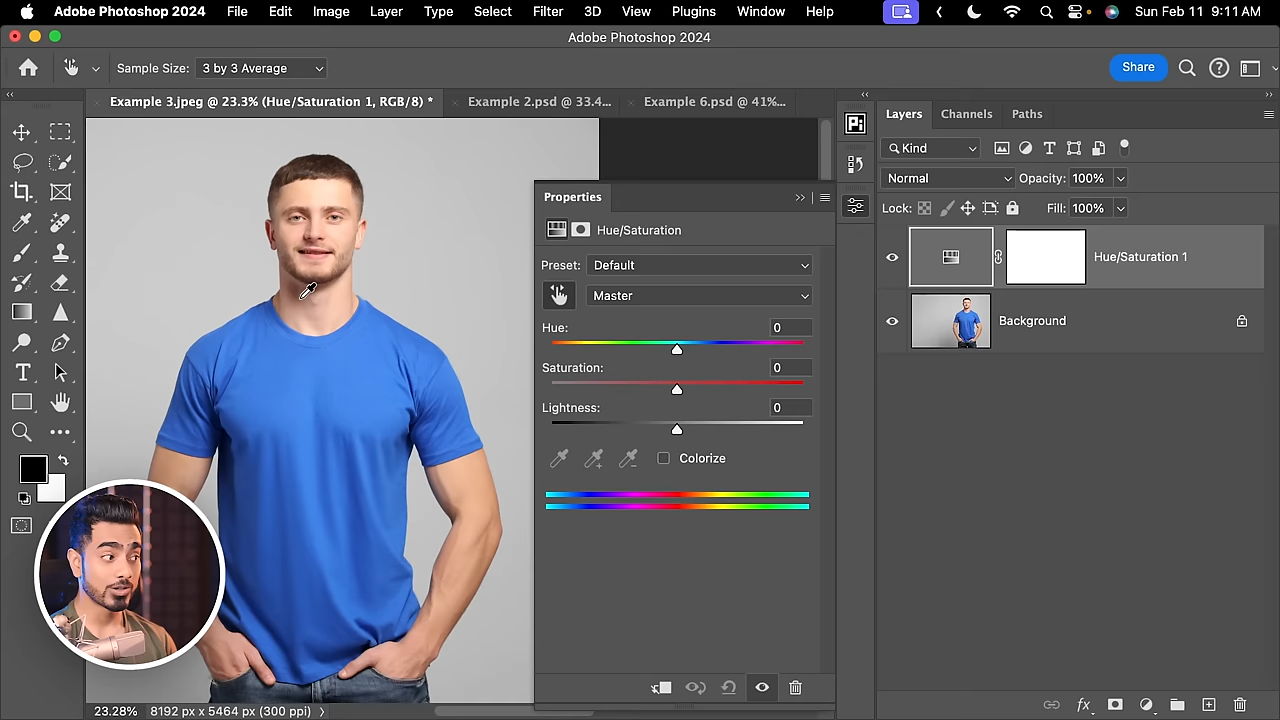 Adobe Photoshop 2024 File Edit Image Layer Type Select Filter 3D View Plugins Window Help Sun Feb 11 9:11 AM
Adobe Photoshop 2024
Sample Size: 3 by 3 Average Share
Example 3.jpeg @ 23.3% (Hue/Saturation 1, RGB/8) * Example 2.psd @ 33.4... Example 6.psd @ 41%...
Layers Channels Paths
Kind
Normal Opacity: 100%
Lock: Fill: 100%
Hue/Saturation 1
Background
Properties
Hue/Saturation
Preset: Default
Master
Hue: 0
Saturation: 0
Lightness: 0
Colorize
23.28% 8192 px x 5464 px (300 ppi)